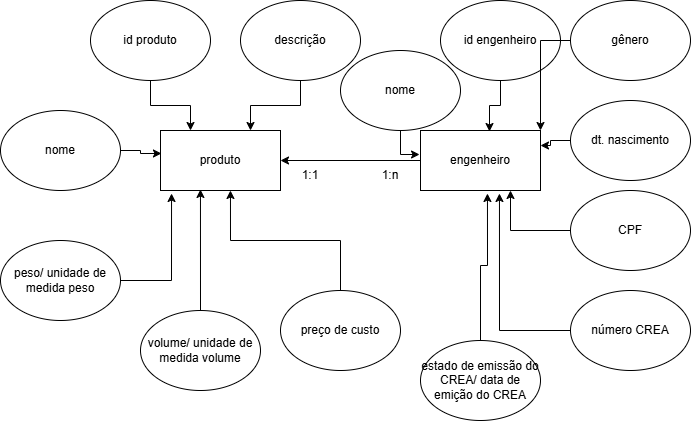 id produto
descrição
id engenheiro
gênero
nome
nome
produto
engenheiro
dt. nascimento
1:1
1:n
CPF
peso/ unidade de
medida peso
volume/ unidade de
medida volume
preço de custo
número CREA
estado de emissão do
CREA/ data de
emição do CREA